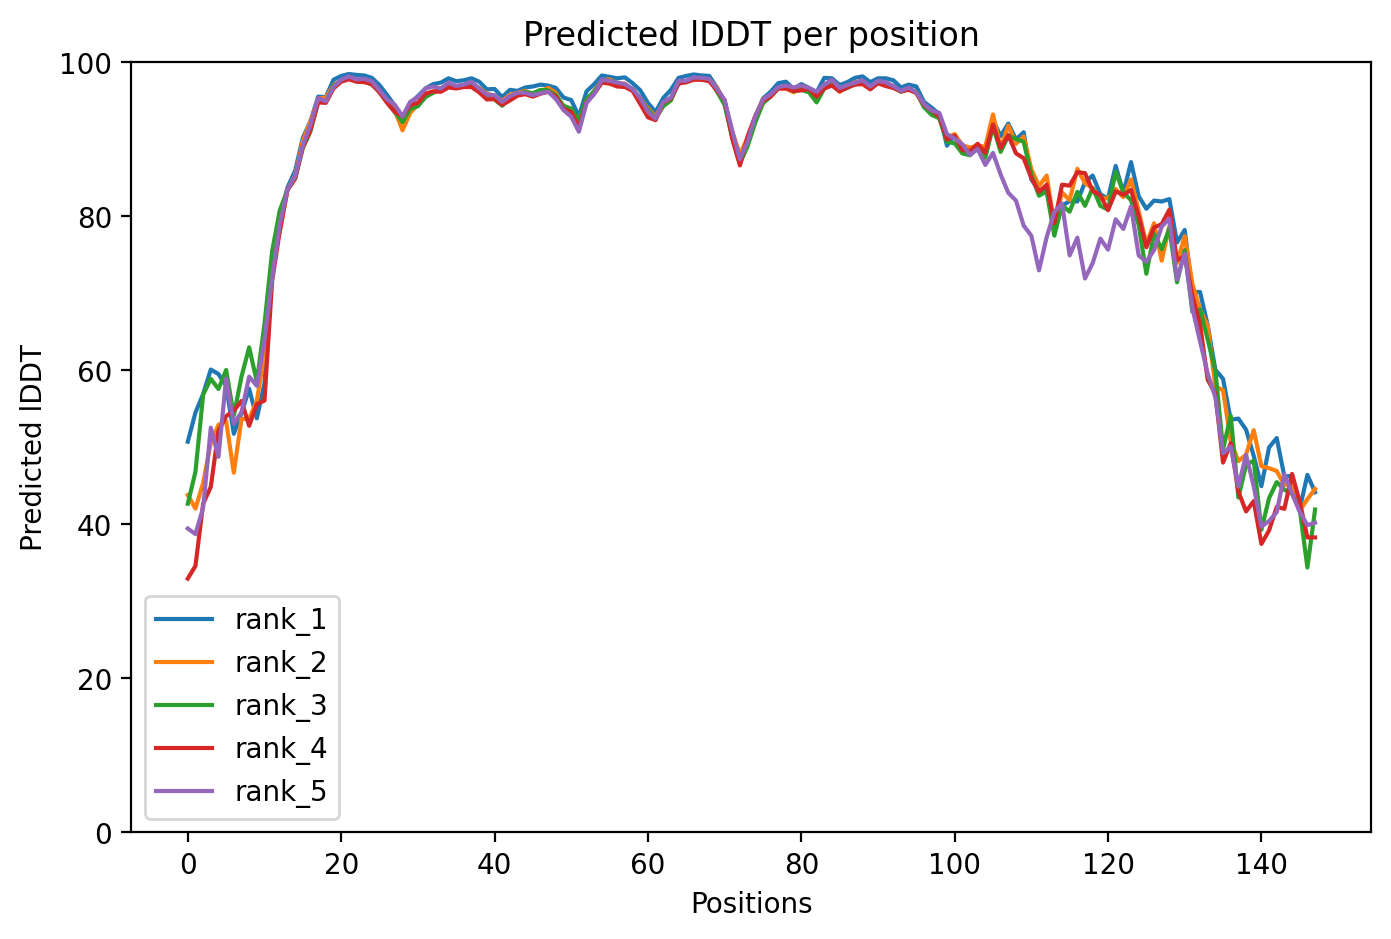 Predicted lDDT per position
100
80
60
40
20
0
Predicted lDDT
rank_1
rank_2
rank_3
rank_4
rank_5
0 20 40 60 80 100 120 140
Positions